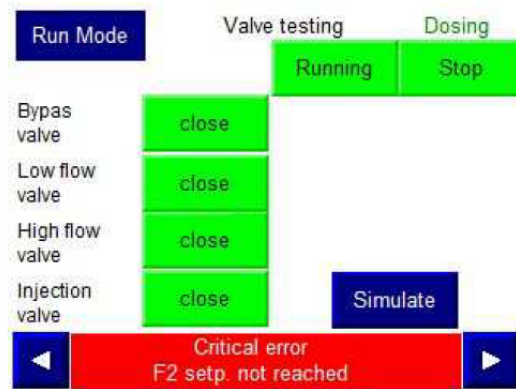 Run Mode
Valve testing
Dosing
Running
Stop
Bypas
valve
close
Low flow
valve
close
High flow
valve
close
Injection
valve
close
Simulate
Critical error
F2 setp. not reached